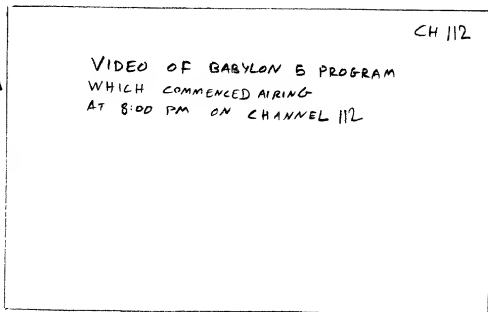 CH 112
VIDEO OF BABYLON 5 PROGRAM
WHICH COMMENCED AIRING
AT 8:00 PM ON CHANNEL 112